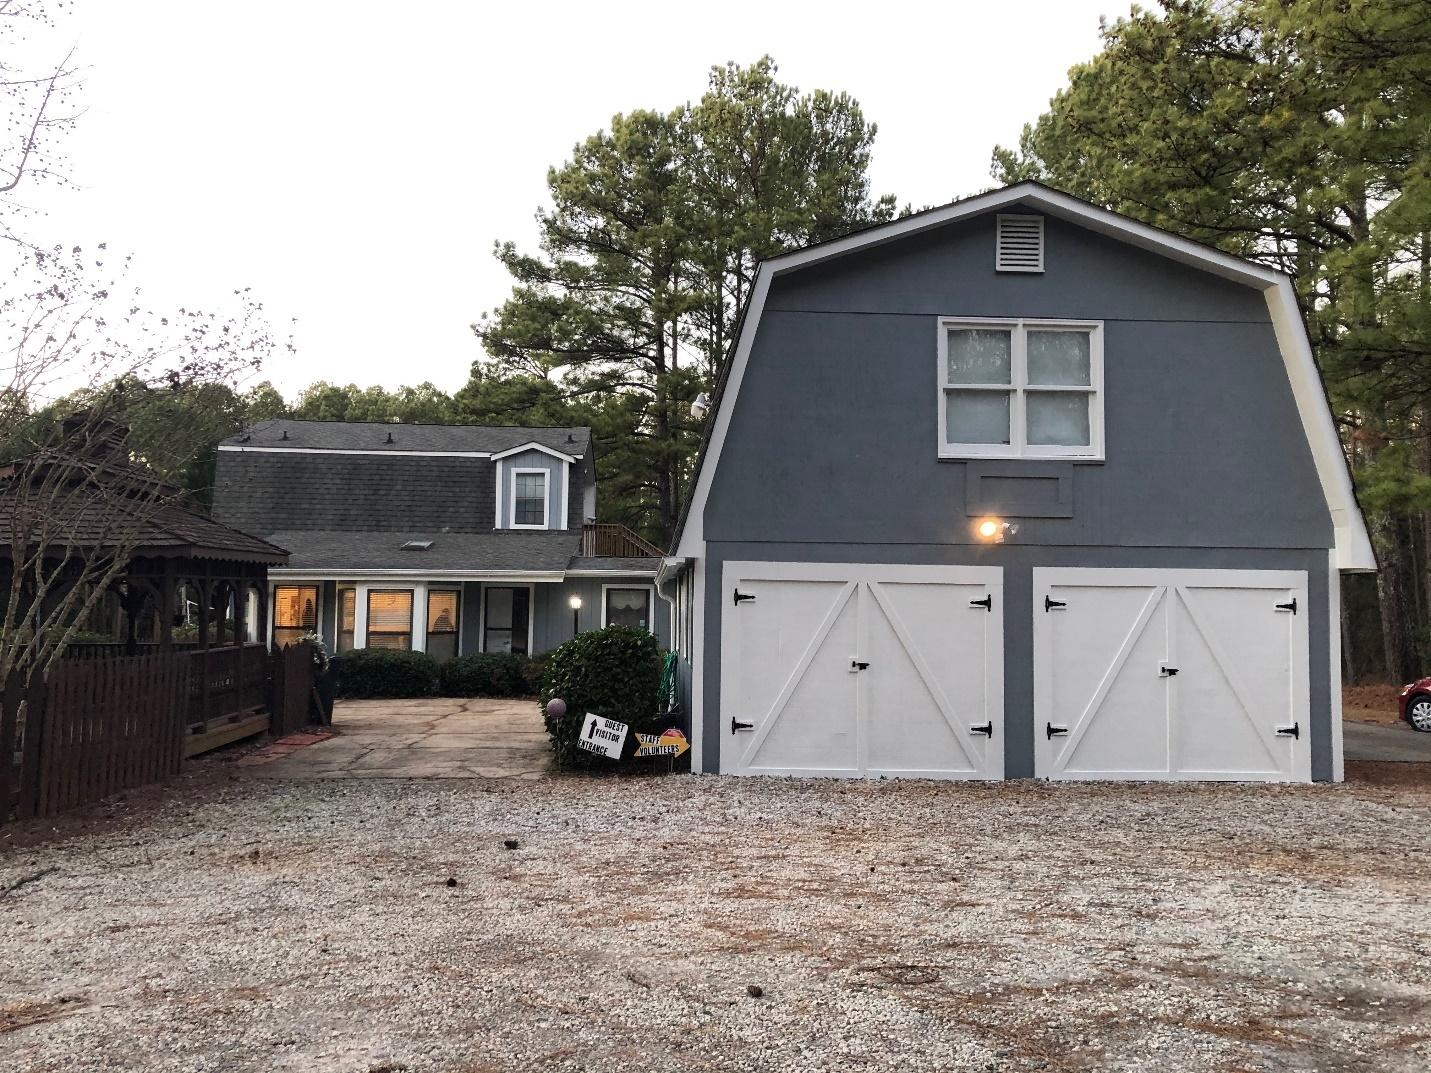 GUEST
VISITOR
ENTRANCE
STAFF
VOLUNTEERS